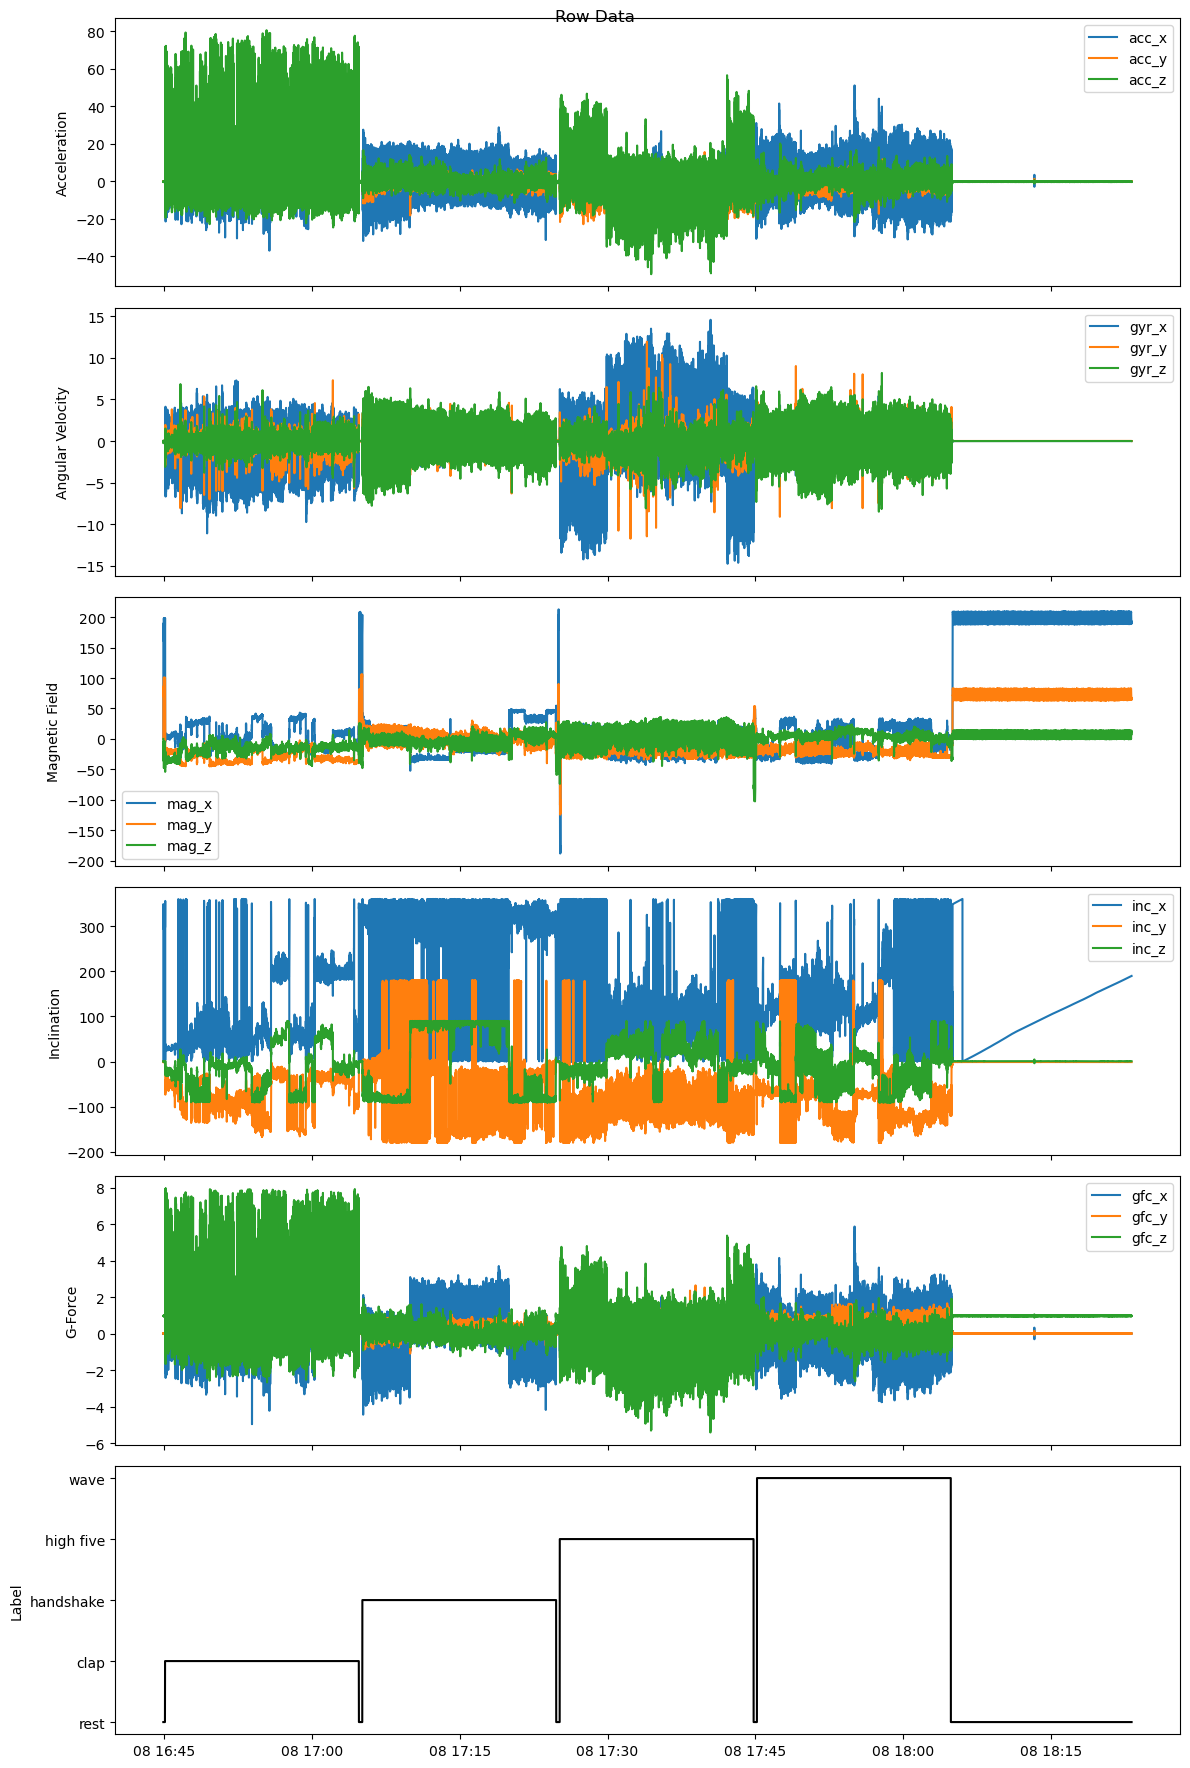 Row Data
Acceleration
80
60
40
20
0
−20
−40
acc_x
acc_y
acc_z
Angular Velocity
15
10
5
0
−5
−10
−15
gyr_x
gyr_y
gyr_z
Magnetic Field
200
150
100
50
0
−50
−100
−150
−200
mag_x
mag_y
mag_z
Inclination
300
200
100
0
−100
−200
inc_x
inc_y
inc_z
G-Force
8
6
4
2
0
−2
−4
−6
gfc_x
gfc_y
gfc_z
Label
wave
high five
handshake
clap
rest
08 16:45 08 17:00 08 17:15 08 17:30 08 17:45 08 18:00 08 18:15